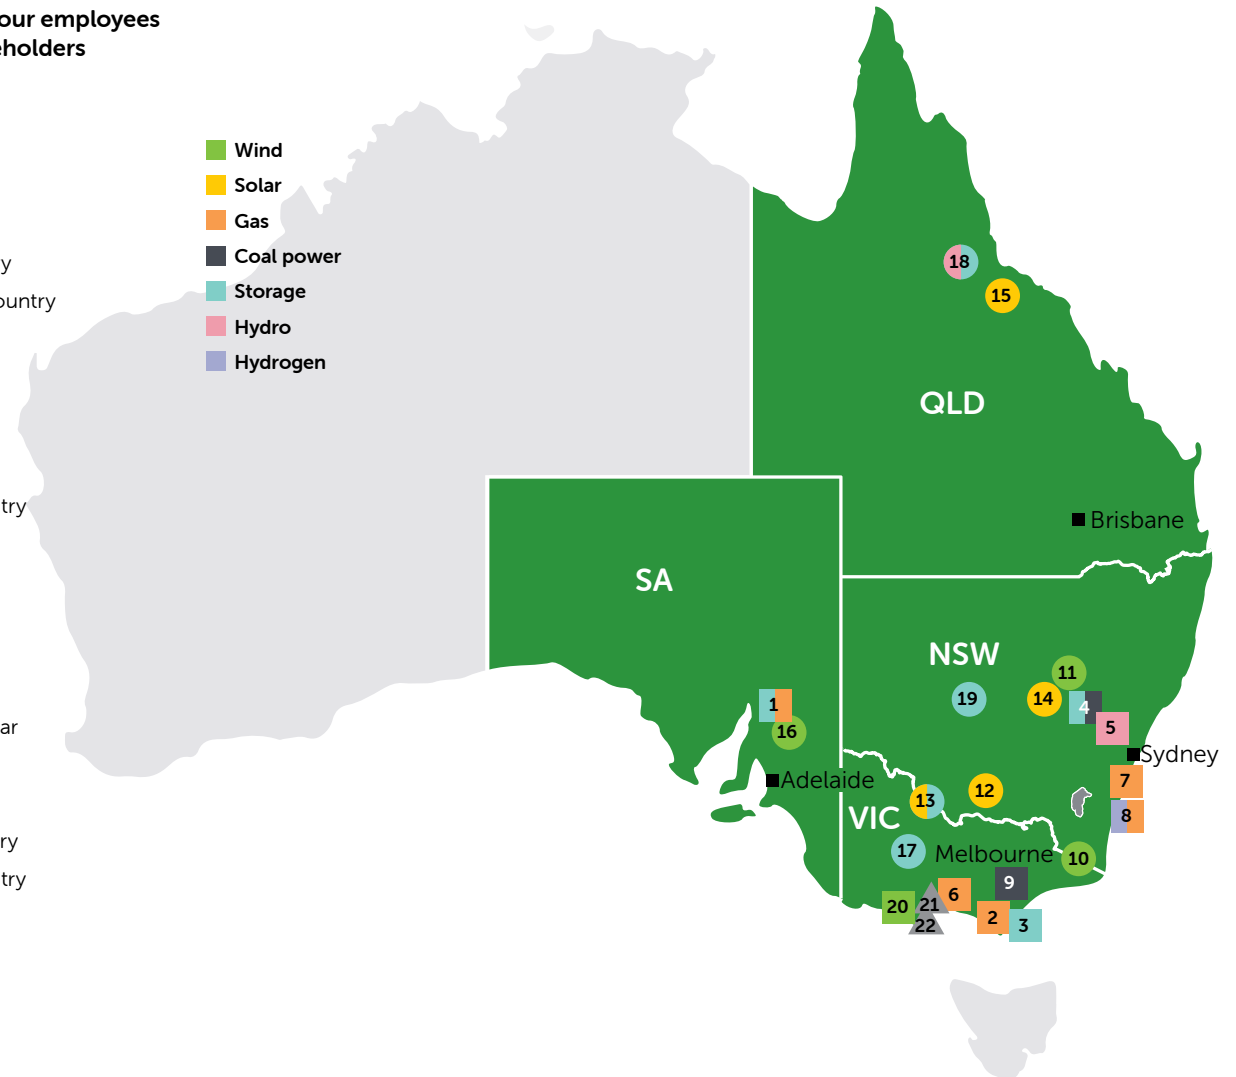 our employees
eholders
Wind
Solar
Gas
Coal power
Storage
Hydro
Hydrogen
y
ountry
try
ar
ry
try
18
15
QLD
Brisbane
SA
NSW
11
19
14
4
1
5
16
Sydney
Adelaide
7
12
13
VIC
8
17
Melbourne
10
9
6
20
21
2
22
3